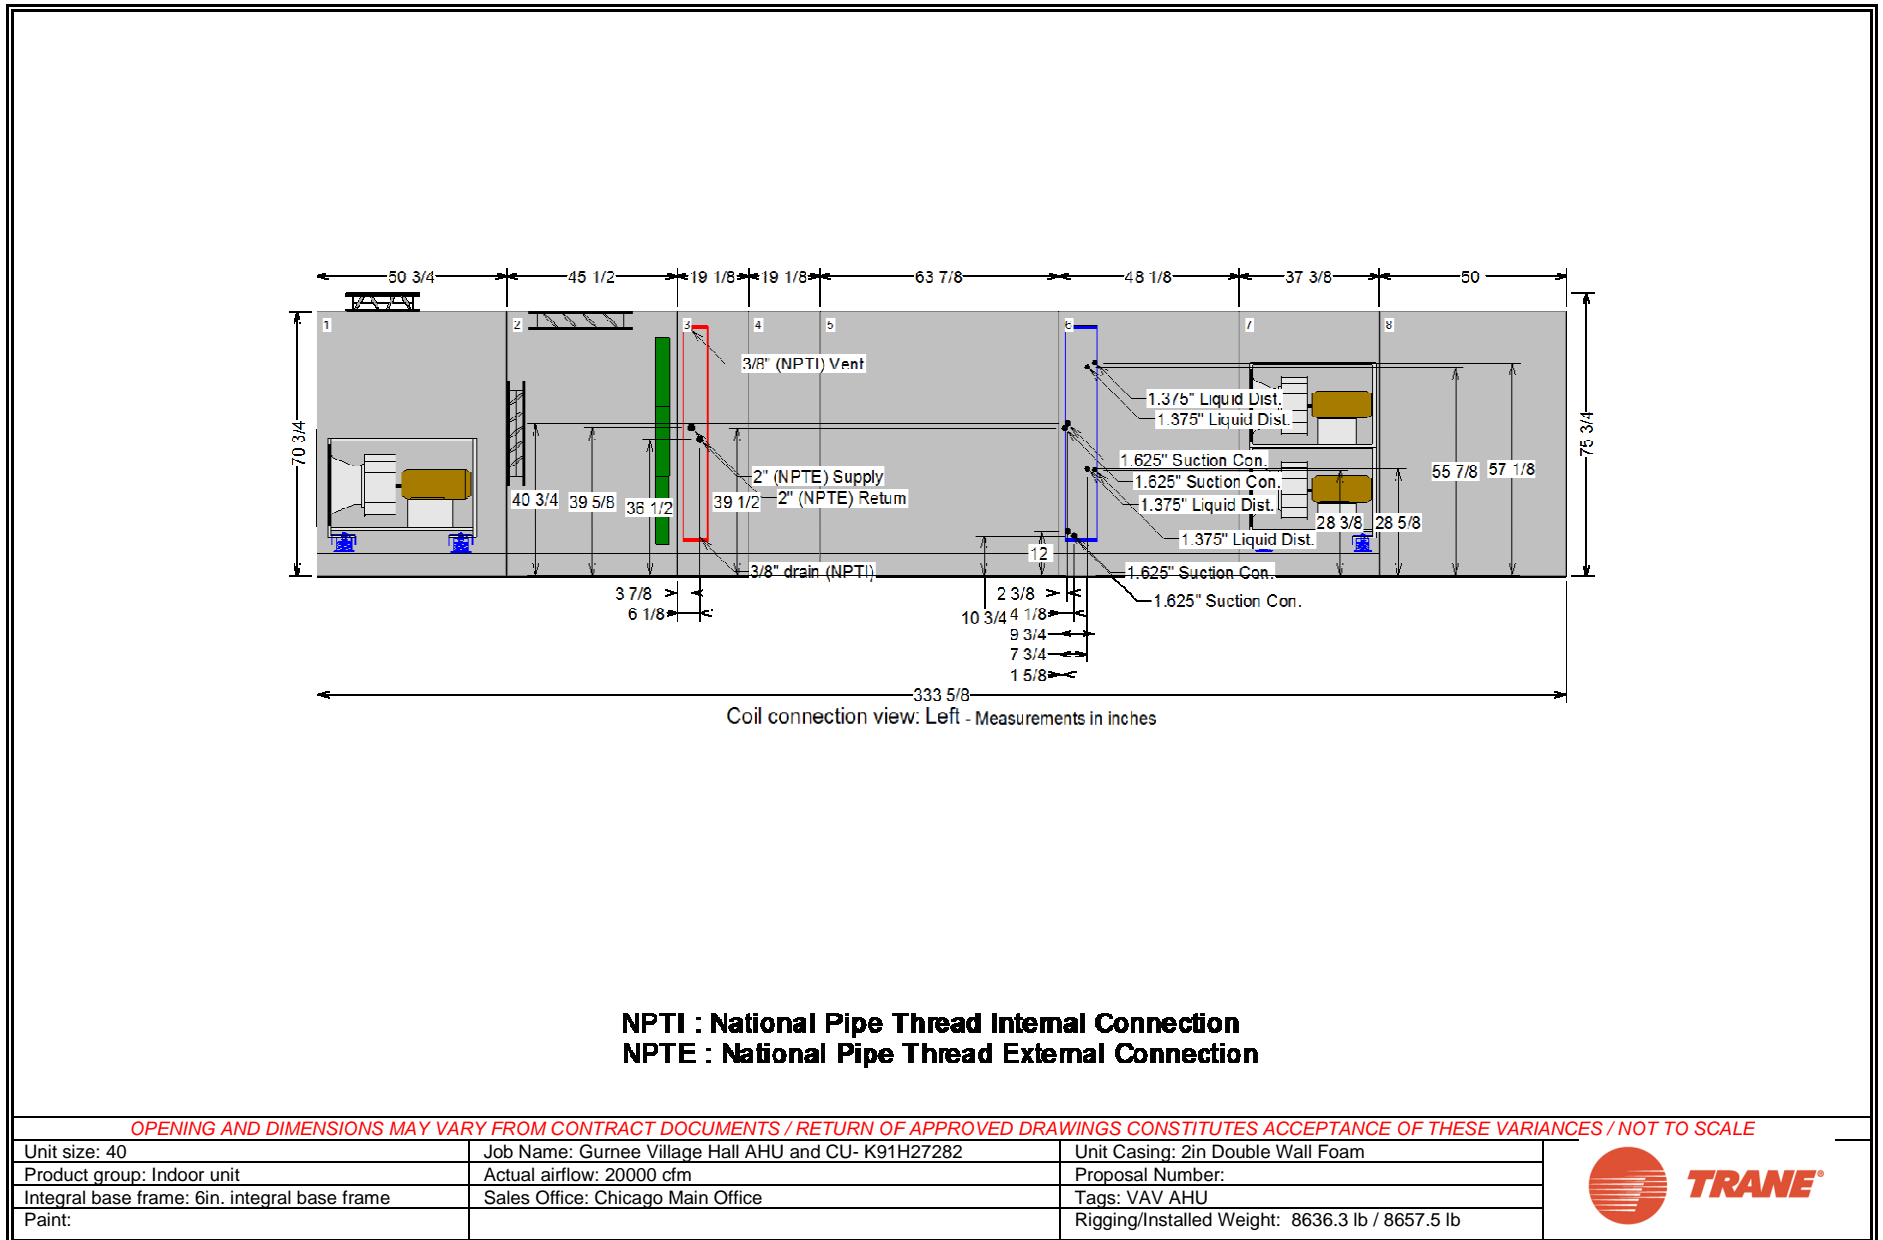 50 3/4 45 1/2 19 1/8 19 1/8 63 7/8 48 1/8 37 3/8 50
1 2 3 4 5 6 7 8
3/8" (NPTI) Vent
1.375" Liquid Dist.
1.375" Liquid Dist.
70 3/4
75 3/4
1.625" Suction Con.
1.625" Suction Con.
2" (NPTE) Supply
2" (NPTE) Return
1.375" Liquid Dist.
40 3/4 39 5/8 36 1/2 39 1/2
55 7/8 57 1/8
28 3/8 28 5/8
1.375" Liquid Dist.
12
3/8" drain (NPTI)
1.625" Suction Con.
1.625" Suction Con.
3 7/8
6 1/8
2 3/8
10 3/4 4 1/8
9 3/4
7 3/4
1 5/8
333 5/8
Coil connection view: Left - Measurements in inches
NPTI : National Pipe Thread Internal Connection
NPTE : National Pipe Thread External Connection
OPENING AND DIMENSIONS MAY VARY FROM CONTRACT DOCUMENTS / RETURN OF APPROVED DRAWINGS CONSTITUTES ACCEPTANCE OF THESE VARIANCES / NOT TO SCALE
Unit size: 40
Job Name: Gurnee Village Hall AHU and CU- K91H27282
Unit Casing: 2in Double Wall Foam
Product group: Indoor unit
Actual airflow: 20000 cfm
Proposal Number:
Integral base frame: 6in. integral base frame
Sales Office: Chicago Main Office
Tags: VAV AHU
Paint:
Rigging/Installed Weight: 8636.3 lb / 8657.5 lb
TRANE®